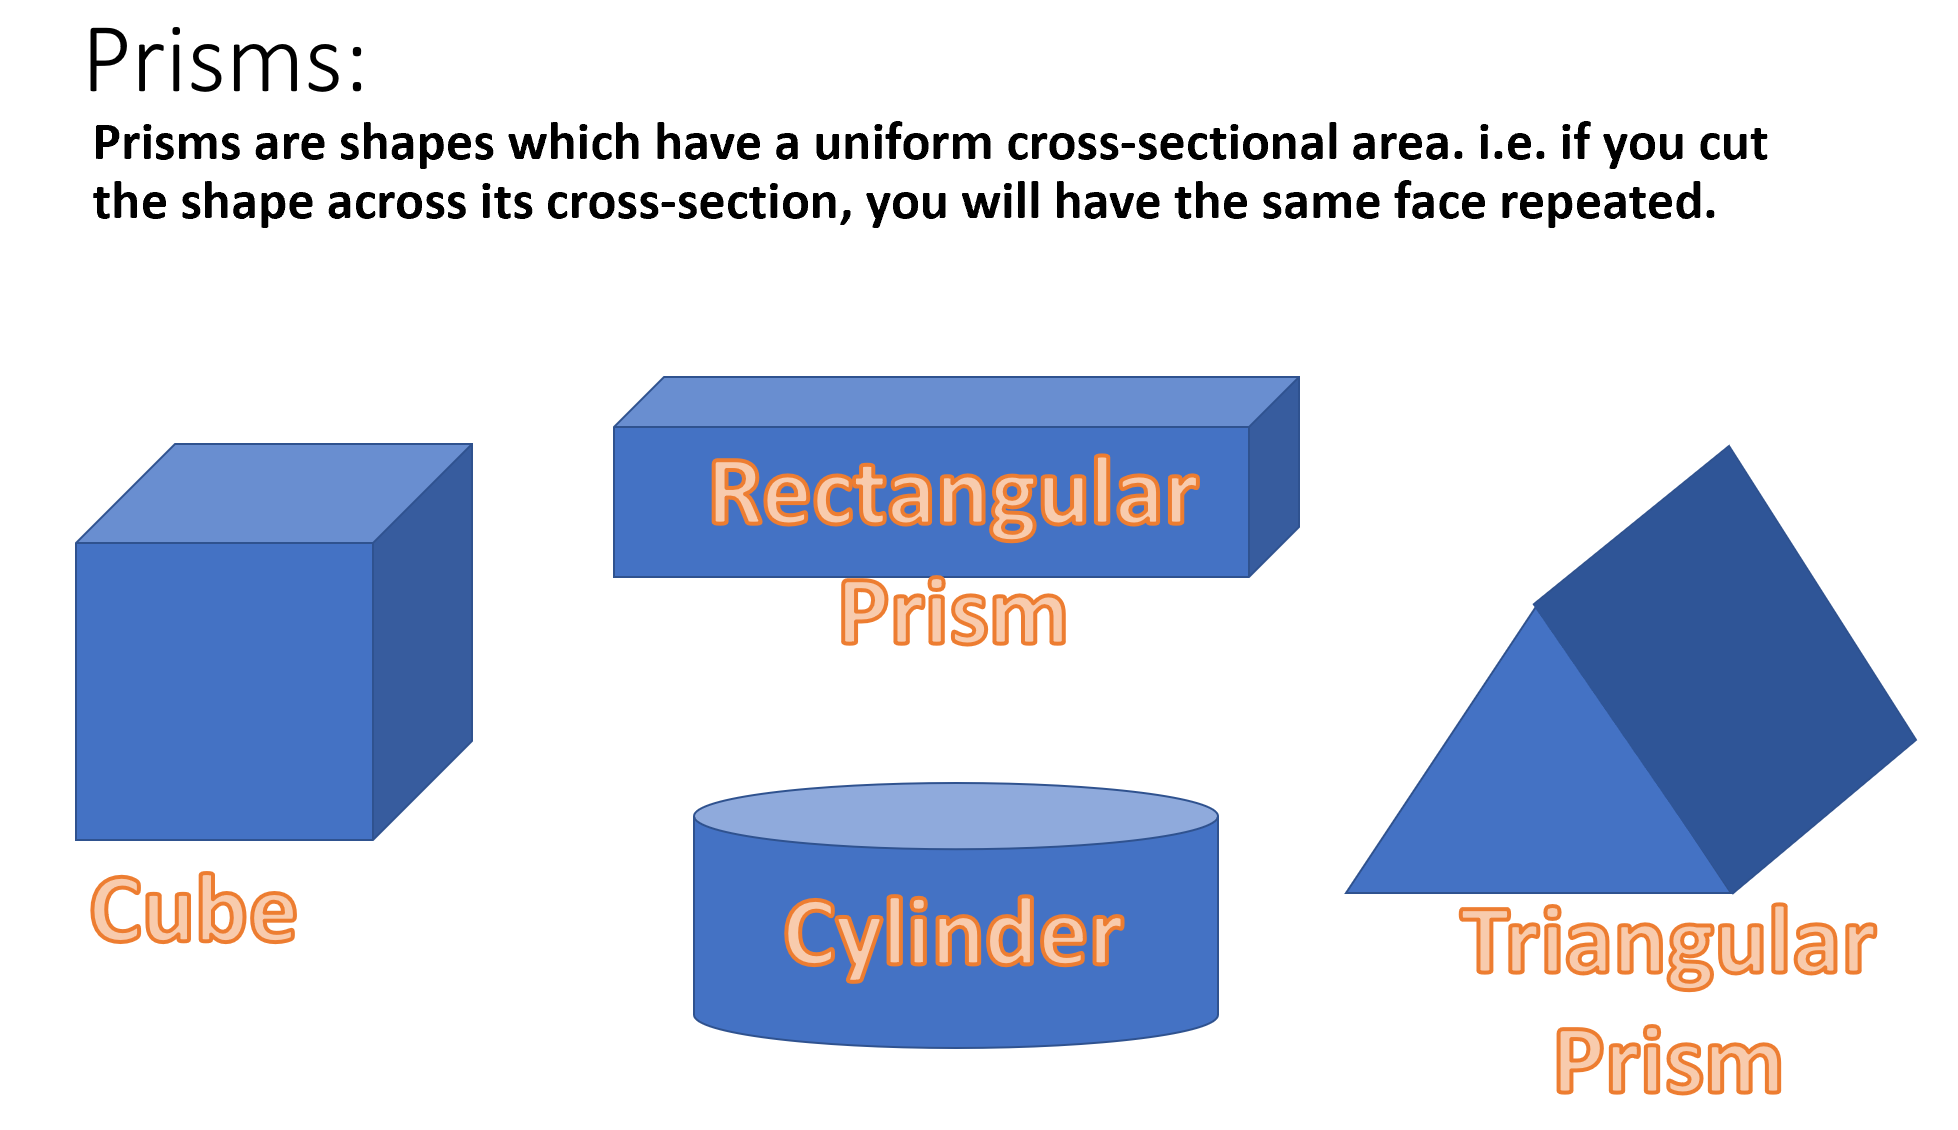 Prisms:
Prisms are shapes which have a uniform cross-sectional area. i.e. if you cut
the shape across its cross-section, you will have the same face repeated.
Rectangular
Prism
Cube
Cylinder
Triangular
Prism